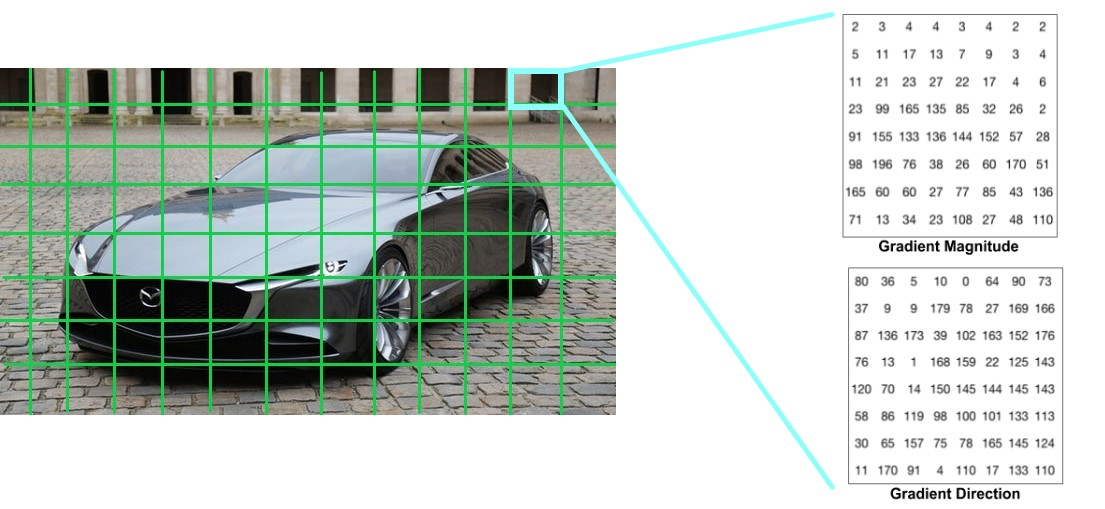 2 3 4 4 3 4 2 2
5 11 17 13 7 9 3 4
11 21 23 27 22 17 4 6
23 99 165 135 85 32 26 2
91 155 133 136 144 152 57 28
98 196 76 38 26 60 170 51
165 60 60 27 77 85 43 136
71 13 34 23 108 27 48 110
Gradient Magnitude
80 36 5 10 0 64 90 73
37 9 9 179 78 27 169 166
87 136 173 39 102 163 152 176
76 13 1 168 159 22 125 143
120 70 14 150 145 144 145 143
58 86 119 98 100 101 133 113
30 65 157 75 78 165 145 124
11 170 91 4 110 17 133 110
Gradient Direction